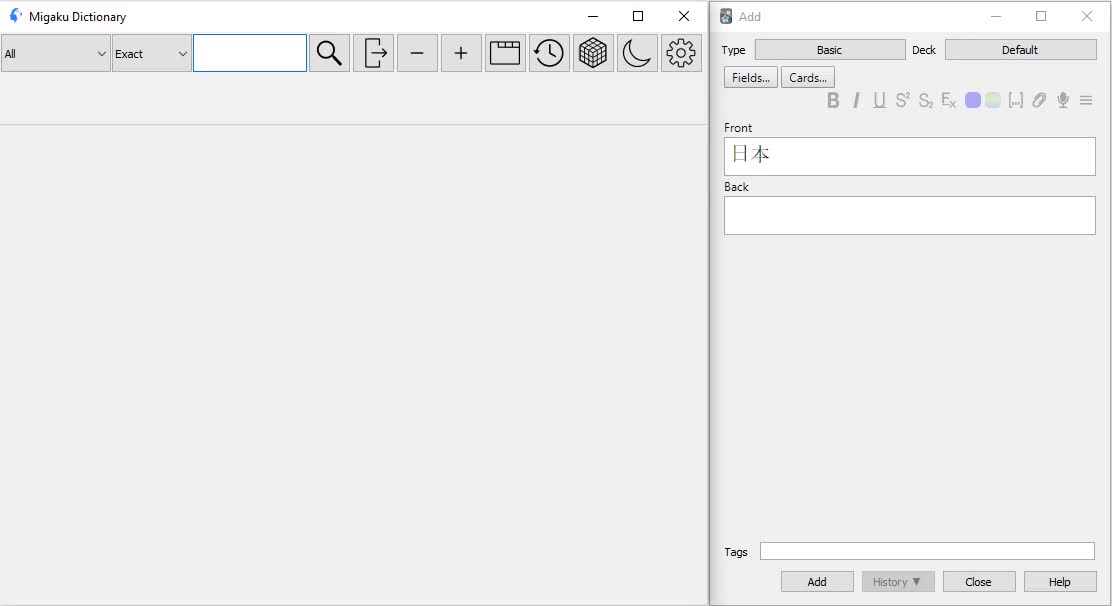 Migaku Dictionary
All
Exact
Add
Type
Basic
Deck
Default
Fields...
Cards...
B I U S² S₂ Ex [...]
Front
日本
Back
Tags
Add
History ▼
Close
Help